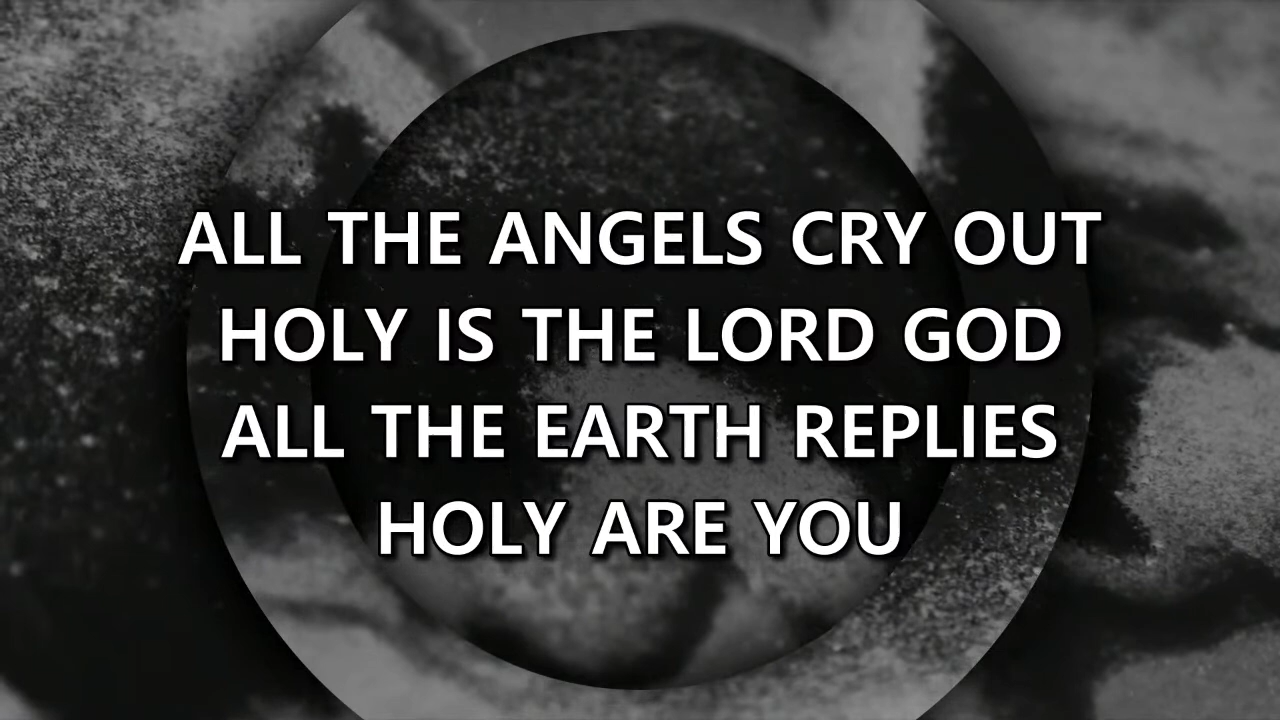 ALL THE ANGELS CRY OUT
HOLY IS THE LORD GOD
ALL THE EARTH REPLIES
HOLY ARE YOU